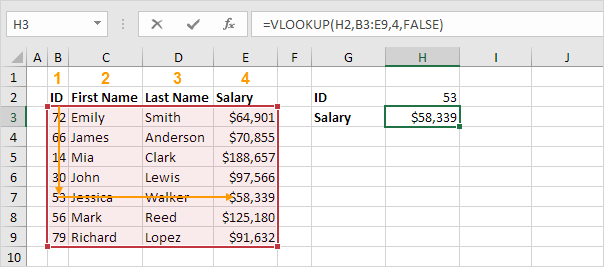 H3 =VLOOKUP(H2,B3:E9,4,FALSE)
A B C D E F G H I J
1 1 2 3 4
2 ID First Name Last Name Salary ID 53
3 72 Emily Smith $64,901 Salary $58,339
4 66 James Anderson $70,855
5 14 Mia Clark $188,657
6 30 John Lewis $97,566
7 53 Jessica Walker $58,339
8 56 Mark Reed $125,180
9 79 Richard Lopez $91,632
10